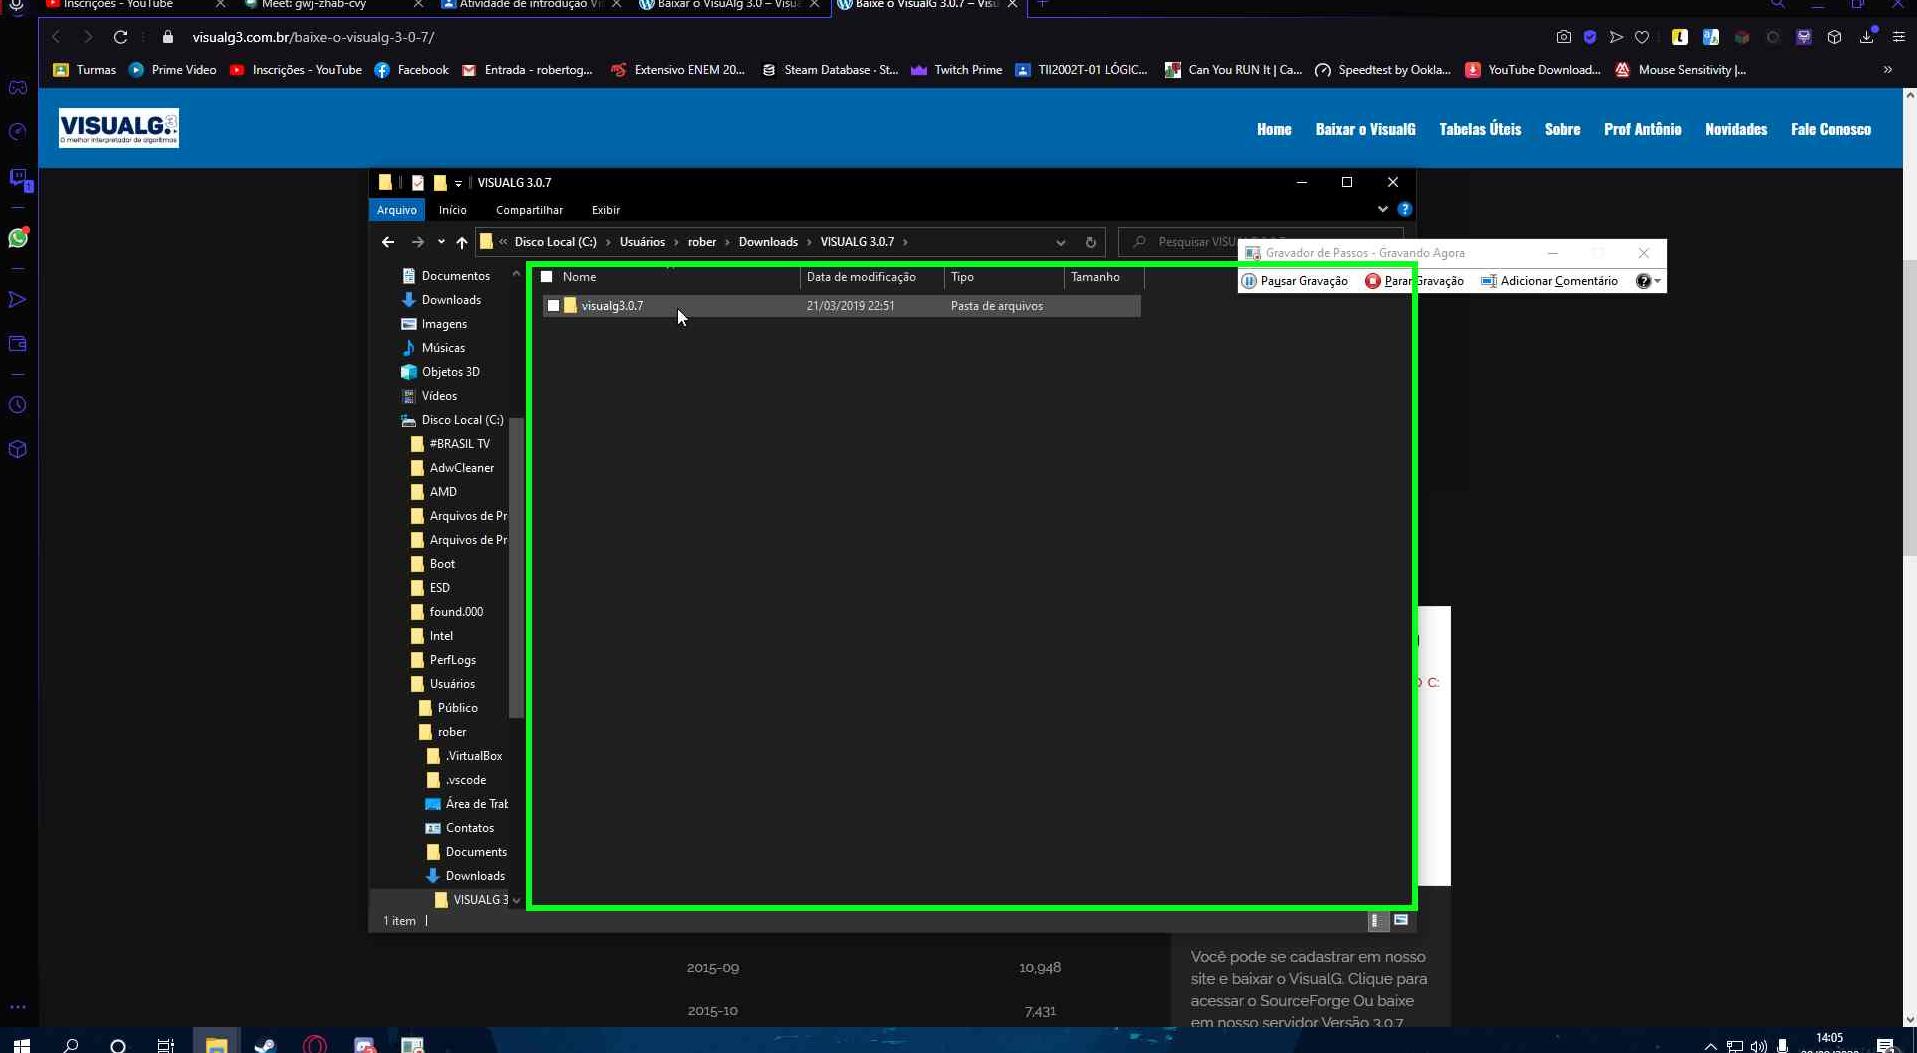 Inscrições - YouTube
Meet: gwj-zhab-cvy
Atividade de introdução Vi
Baixar o VisuAlg 3.0 – Visu
Baixe o VisualG 3.0.7 – Visu
visualg3.com.br/baixe-o-visualg-3-0-7/
Turmas
Prime Video
Inscrições - YouTube
Facebook
Entrada - robertog...
Extensivo ENEM 20...
Steam Database · St...
Twitch Prime
TII2002T-01 LÓGIC...
Can You RUN It | Ca...
Speedtest by Ookla...
YouTube Download...
Mouse Sensitivity |...
»
VISUALG 3
O melhor interpretador de algoritmos
Home
Baixar o VisualG
Tabelas Úteis
Sobre
Prof Antônio
Novidades
Fale Conosco
VISUALG 3.0.7
Arquivo
Início
Compartilhar
Exibir
« Disco Local (C:) › Usuários › rober › Downloads › VISUALG 3.0.7 ›
Pesquisar VISU
Gravador de Passos - Gravando Agora
Pausar Gravação
Parar Gravação
Adicionar Comentário
Nome
Data de modificação
Tipo
Tamanho
visualg3.0.7
21/03/2019 22:51
Pasta de arquivos
Documentos
Downloads
Imagens
Músicas
Objetos 3D
Vídeos
Disco Local (C:)
#BRASIL TV
AdwCleaner
AMD
Arquivos de Pr
Arquivos de Pr
Boot
ESD
found.000
Intel
PerfLogs
Usuários
Público
rober
.VirtualBox
.vscode
Área de Trab
Contatos
Documents
Downloads
VISUALG 3
1 item
C:
2015-09
10,948
2015-10
7,431
Você pode se cadastrar em nosso
site e baixar o VisualG. Clique para
acessar o SourceForge Ou baixe
em nosso servidor Versão 3.0.7
14:05